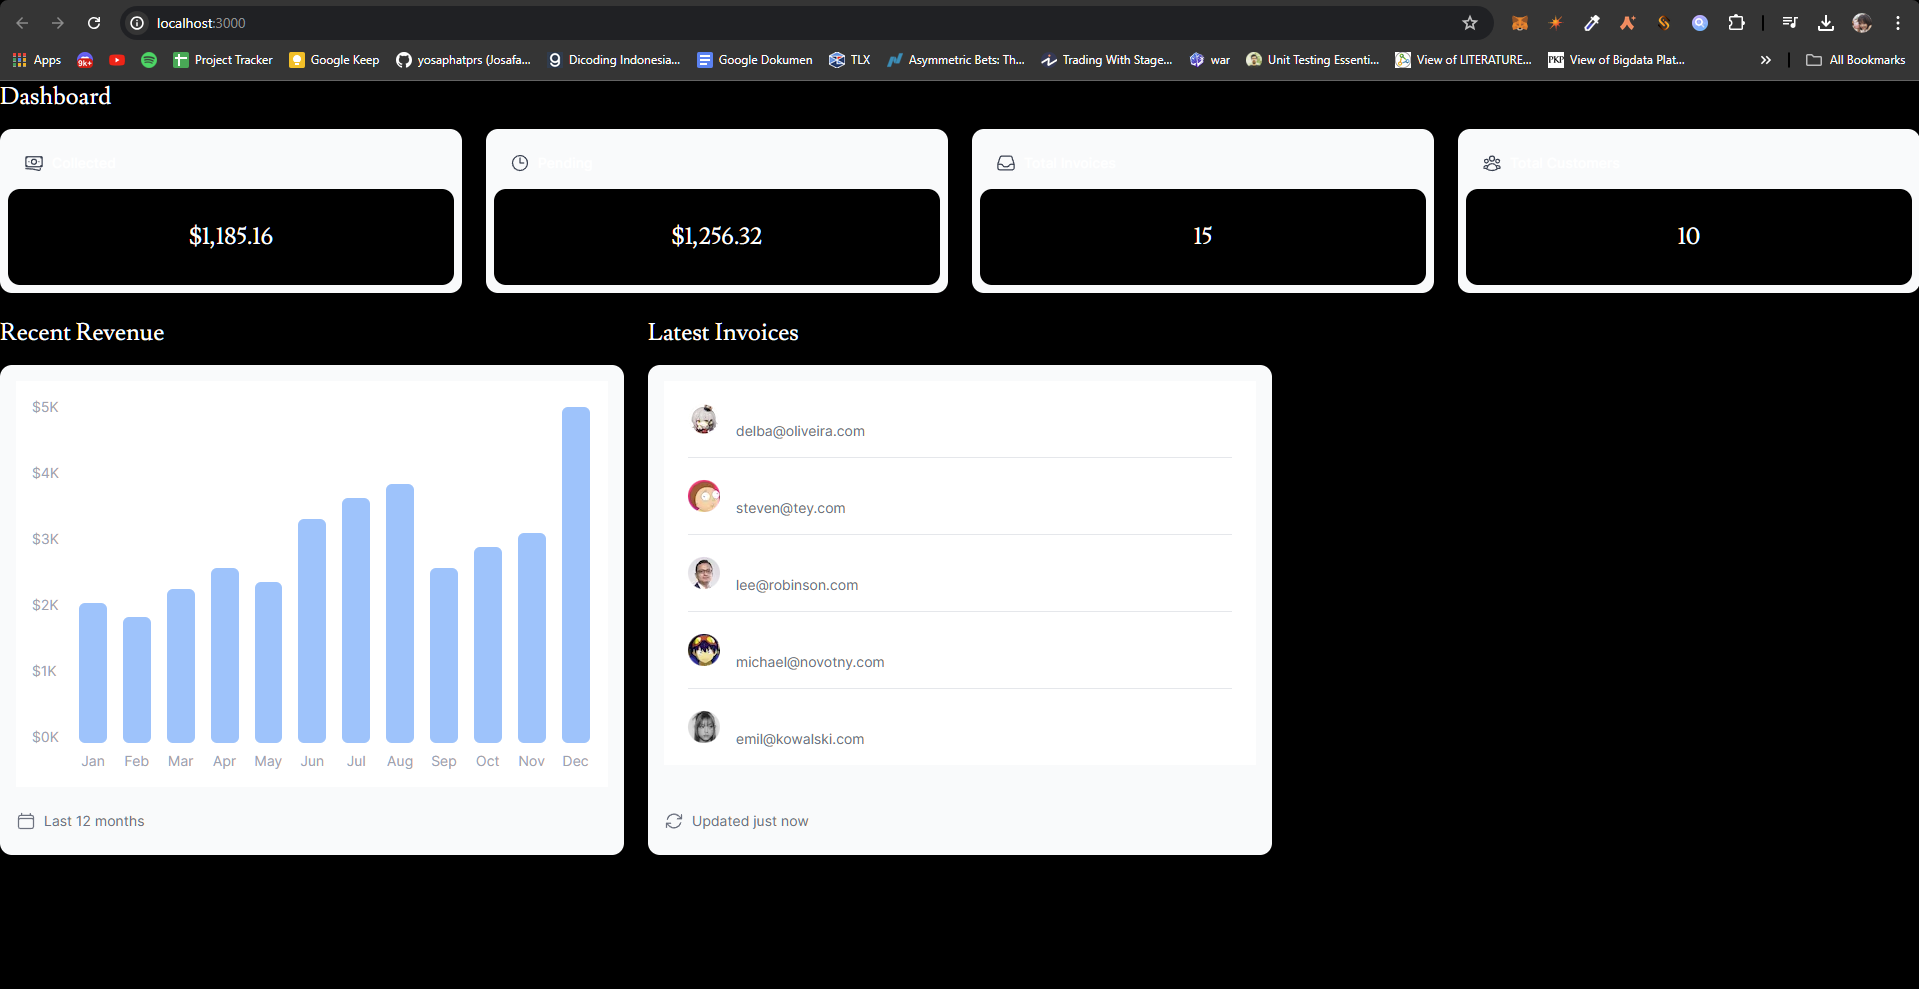 localhost:3000
Apps
9k+
Project Tracker
Google Keep
yosaphatprs (Josafa...
Dicoding Indonesia...
Google Dokumen
TLX
Asymmetric Bets: Th...
Trading With Stage...
war
Unit Testing Essenti...
View of LITERATURE...
PKP
View of Bigdata Plat...
All Bookmarks
Dashboard
Collected
Pending
Total Invoices
Total Customers
$1,185.16
$1,256.32
15
10
Recent Revenue
Latest Invoices
$5K
$4K
$3K
$2K
$1K
$0K
Jan Feb Mar Apr May Jun Jul Aug Sep Oct Nov Dec
Last 12 months
delba@oliveira.com
steven@tey.com
lee@robinson.com
michael@novotny.com
emil@kowalski.com
Updated just now